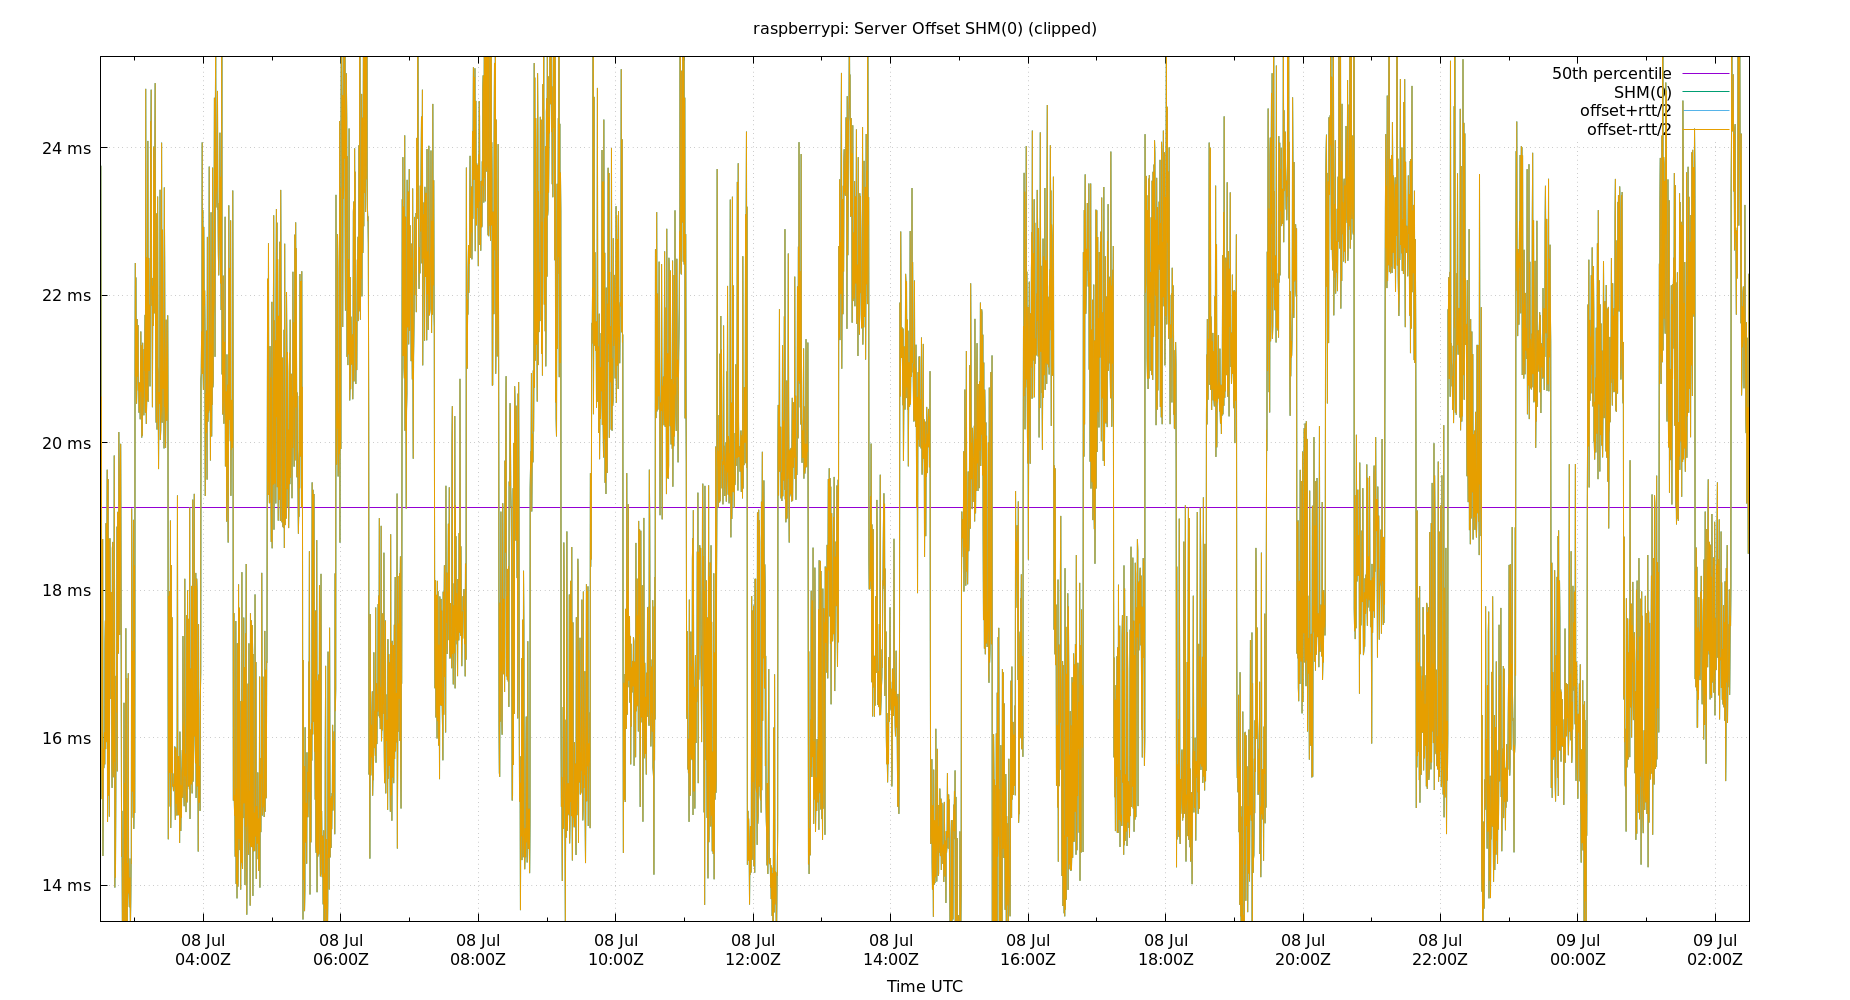 raspberrypi: Server Offset SHM(0) (clipped)
50th percentile
SHM(0)
offset+rtt/2
offset-rtt/2
24 ms
22 ms
20 ms
18 ms
16 ms
14 ms
08 Jul 08 Jul 08 Jul 08 Jul 08 Jul 08 Jul 08 Jul 08 Jul 08 Jul 08 Jul 09 Jul 09 Jul
04:00Z 06:00Z 08:00Z 10:00Z 12:00Z 14:00Z 16:00Z 18:00Z 20:00Z 22:00Z 00:00Z 02:00Z
Time UTC